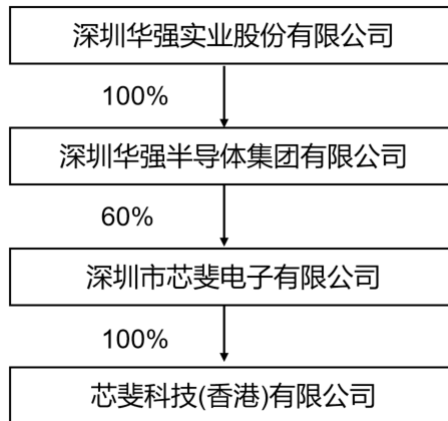 深圳华强实业股份有限公司
100%
深圳华强半导体集团有限公司
60%
深圳市芯斐电子有限公司
100%
芯斐科技(香港)有限公司